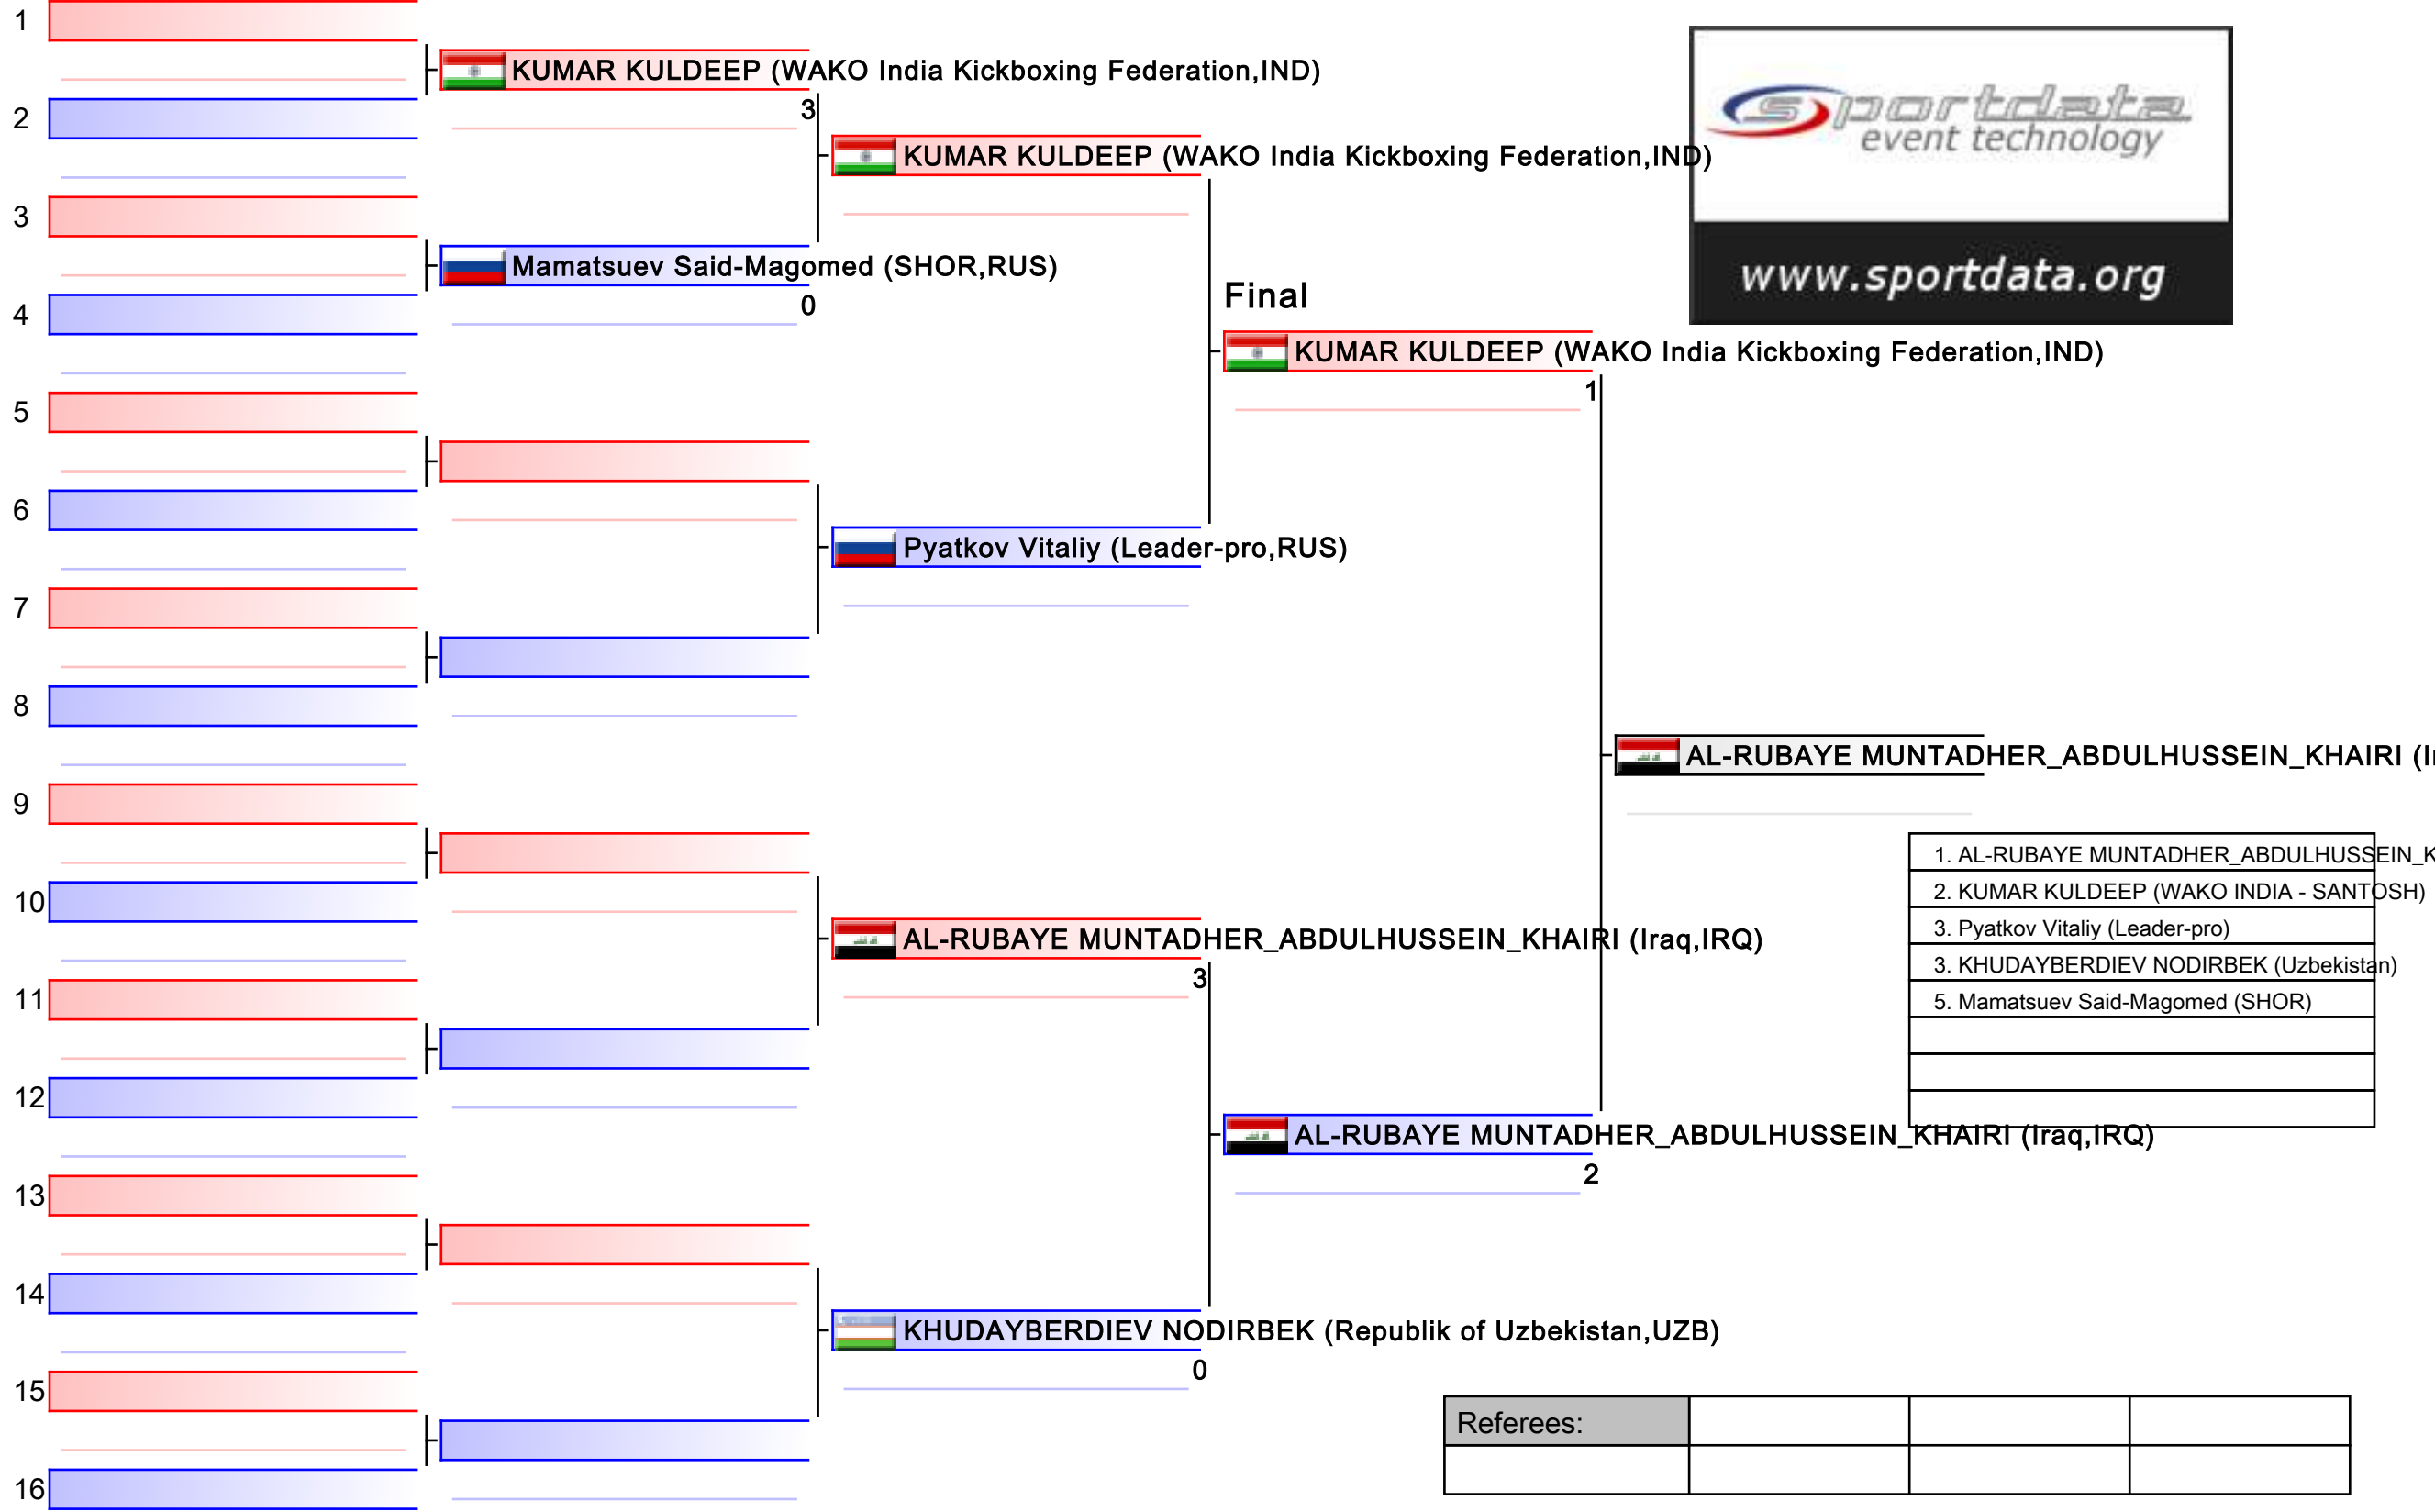 1
KUMAR KULDEEP (WAKO India Kickboxing Federation,IND)
3
2
KUMAR KULDEEP (WAKO India Kickboxing Federation,IND)
sportdata
event technology
www.sportdata.org
3
Mamatsuev Said-Magomed (SHOR,RUS)
0
4
Final
KUMAR KULDEEP (WAKO India Kickboxing Federation,IND)
1
5
6
Pyatkov Vitaliy (Leader-pro,RUS)
7
8
AL-RUBAYE MUNTADHER_ABDULHUSSEIN_KHAIRI (I
9
1. AL-RUBAYE MUNTADHER_ABDULHUSSEIN_K
2. KUMAR KULDEEP (WAKO INDIA - SANTOSH)
3. Pyatkov Vitaliy (Leader-pro)
3. KHUDAYBERDIEV NODIRBEK (Uzbekistan)
5. Mamatsuev Said-Magomed (SHOR)
10
AL-RUBAYE MUNTADHER_ABDULHUSSEIN_KHAIRI (Iraq,IRQ)
3
11
12
AL-RUBAYE MUNTADHER_ABDULHUSSEIN_KHAIRI (Iraq,IRQ)
2
13
14
KHUDAYBERDIEV NODIRBEK (Republik of Uzbekistan,UZB)
0
15
Referees:
16